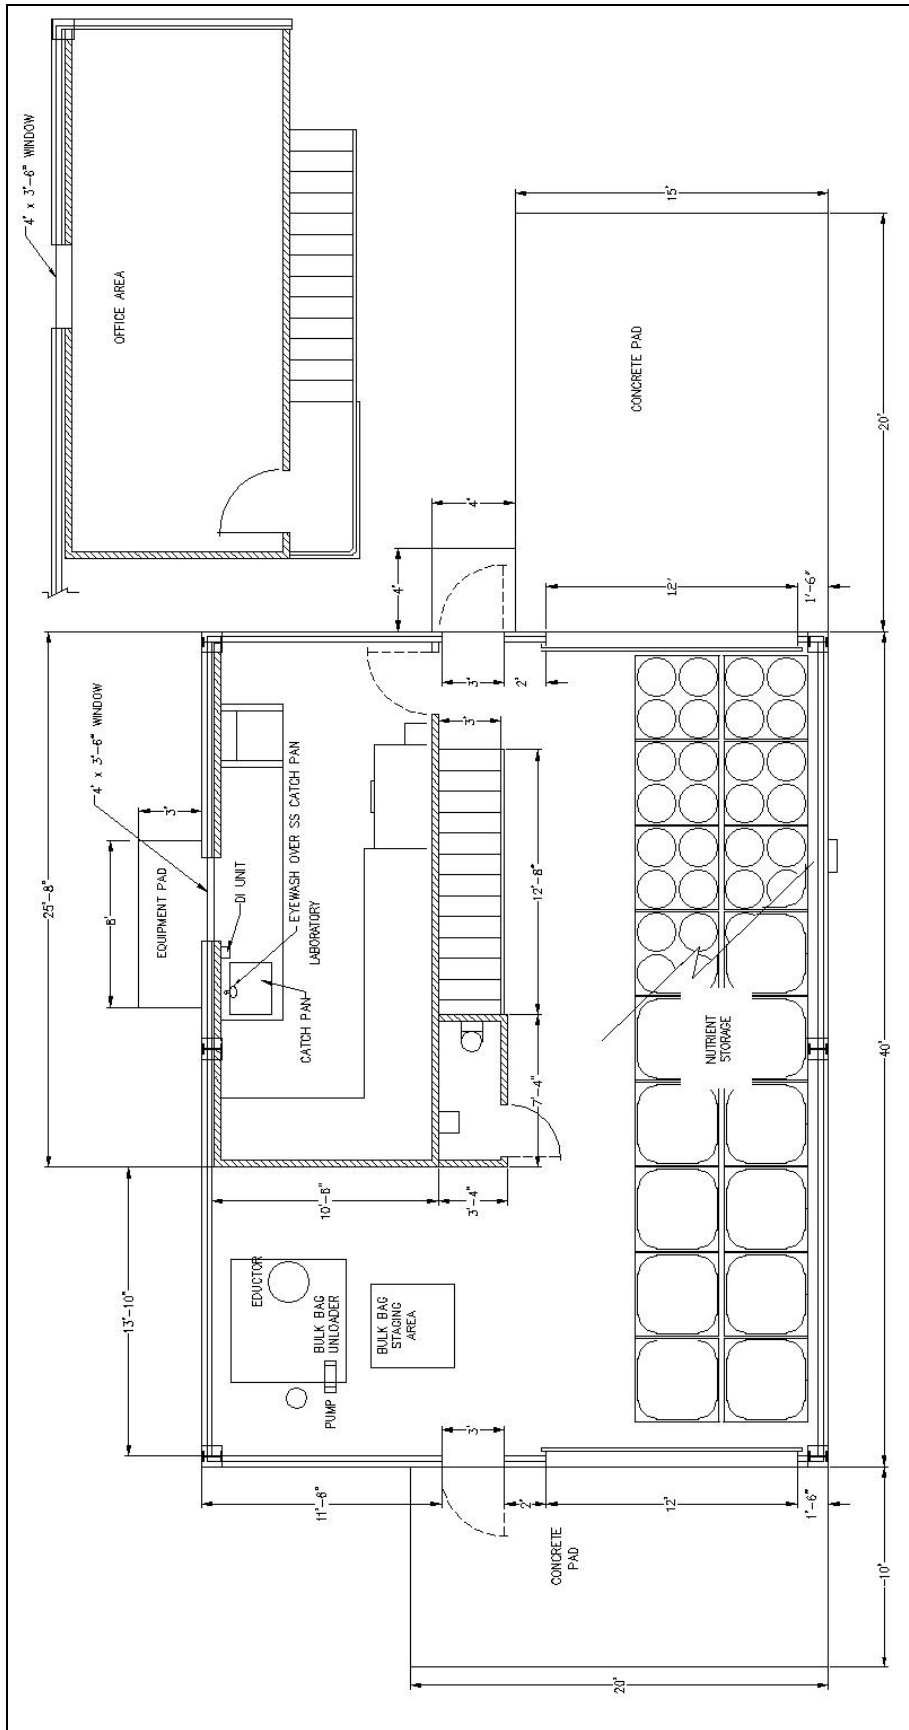 4' x 3'-6" WINDOW
OFFICE AREA
25'-8"
13'-10"
4' x 3'-6" WINDOW
3'
8'
EQUIPMENT PAD
DI UNIT
EYEWASH OVER SS CATCH PAN
LABORATORY
CATCH PAN
EDUCTOR
BULK BAG
UNLOADER
PUMP
BULK BAG
STAGING
AREA
10'-8"
3'-4"
11'-6"
3'
12'-8"
7'-4"
4'
4'
3'
2'
12'
1'-6"
3'
2'
12'
1'-6"
CONCRETE
PAD
CONCRETE PAD
15'
20'
NUTRIENT
STORAGE
20'
10'
40'